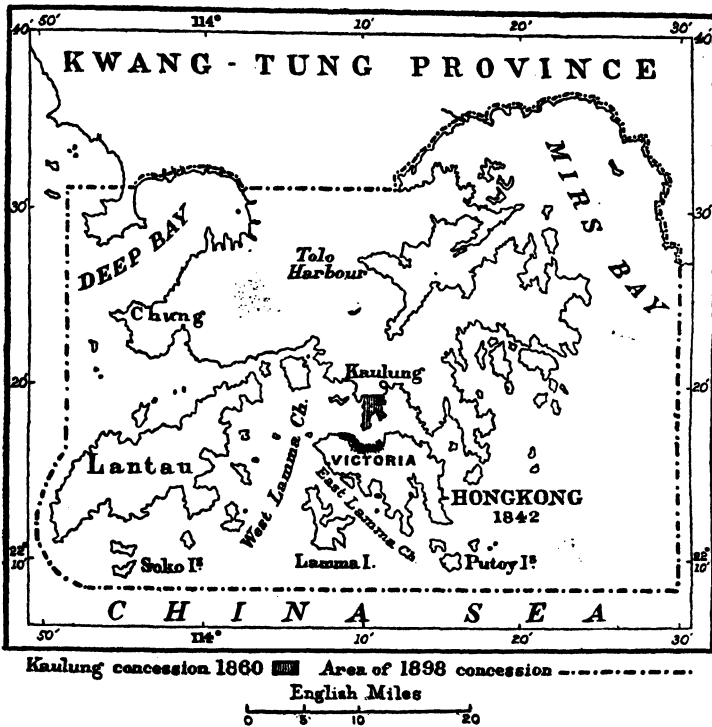 50' 114° 10' 20' 30'
40' 40'
KWANG - TUNG PROVINCE
MIRS BAY
30' 30'
DEEP BAY
Tolo
Harbour
Chung
Kaulung
20' 20'
Lantau
West Lamma Ch.
VICTORIA
East Lamma Ch.
HONGKONG
1842
22° 10' 22° 10'
Soko Is.
Lamma I.
Putoy Is.
CHINA SEA
50' 114° 10' 20' 30'
Kaulung concession 1860 Area of 1898 concession
English Miles
0 5 10 20